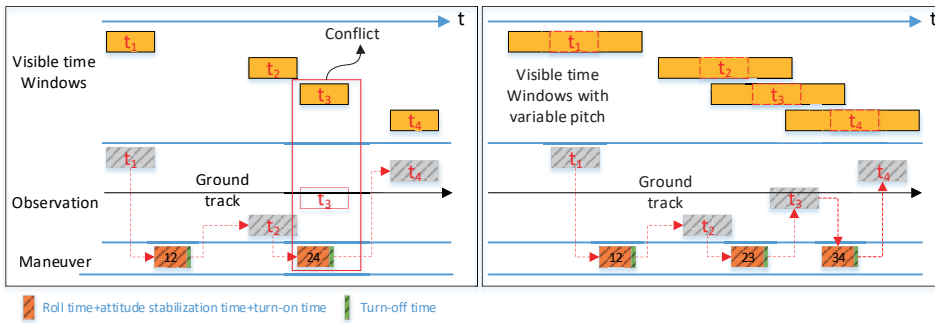 t
t1
Conflict
Visible time
Windows
t2
t3
t4
Observation
t1
Ground
track
t3
t4
t2
Maneuver
12
24
t
t1
t2
Visible time
Windows with
variable pitch
t3
t4
t1
Ground
track
t3
t4
t2
12
23
34
Roll time+attitude stabilization time+turn-on time
Turn-off time